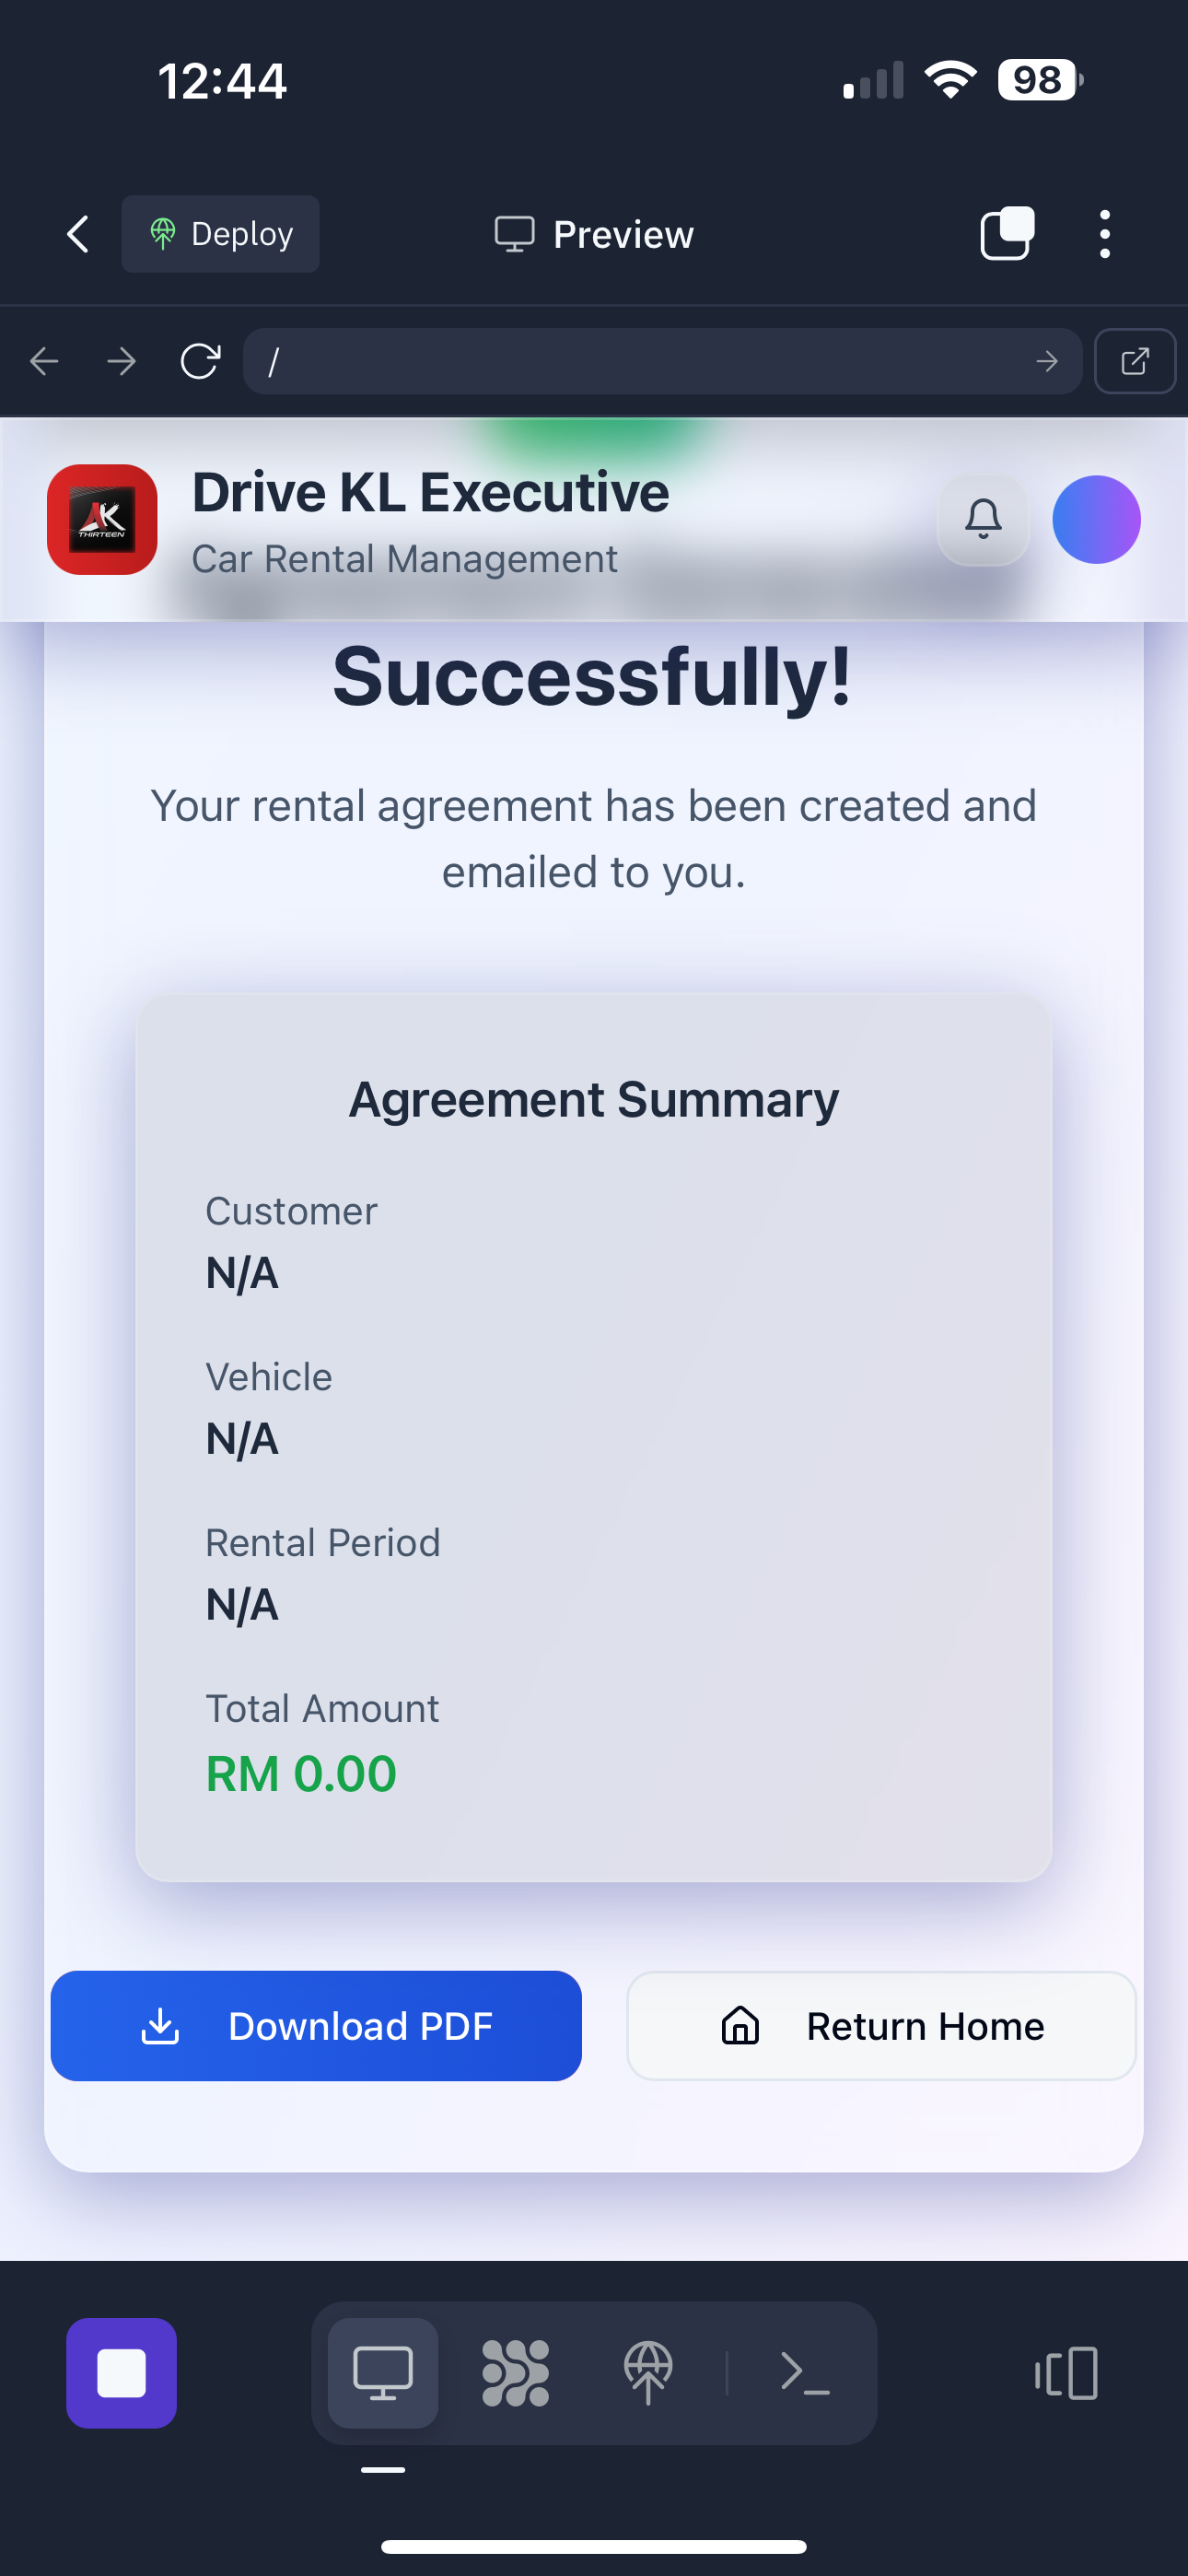 12:44
98
Deploy
Preview
/
AK
THIRTEEN
Drive KL Executive
Car Rental Management
Successfully!
Your rental agreement has been created and
emailed to you.
Agreement Summary
Customer
N/A
Vehicle
N/A
Rental Period
N/A
Total Amount
RM 0.00
Download PDF
Return Home